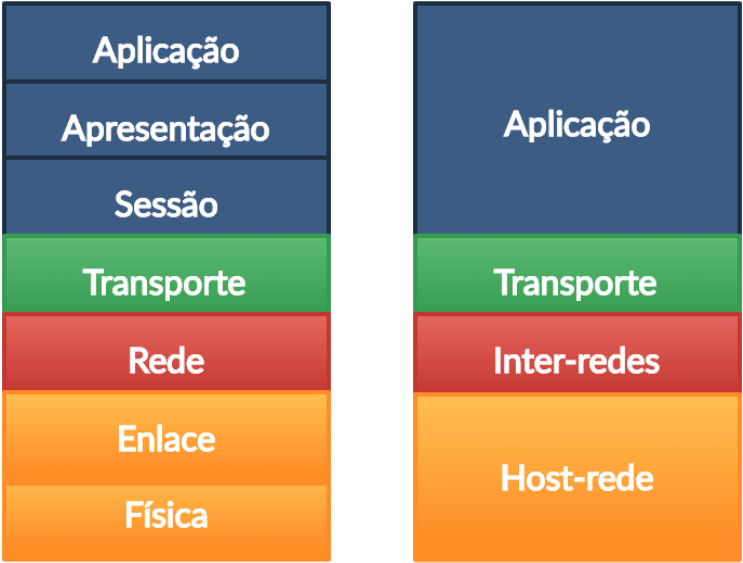 Aplicação
Apresentação
Sessão
Transporte
Rede
Enlace
Física
Aplicação
Transporte
Inter-redes
Host-rede